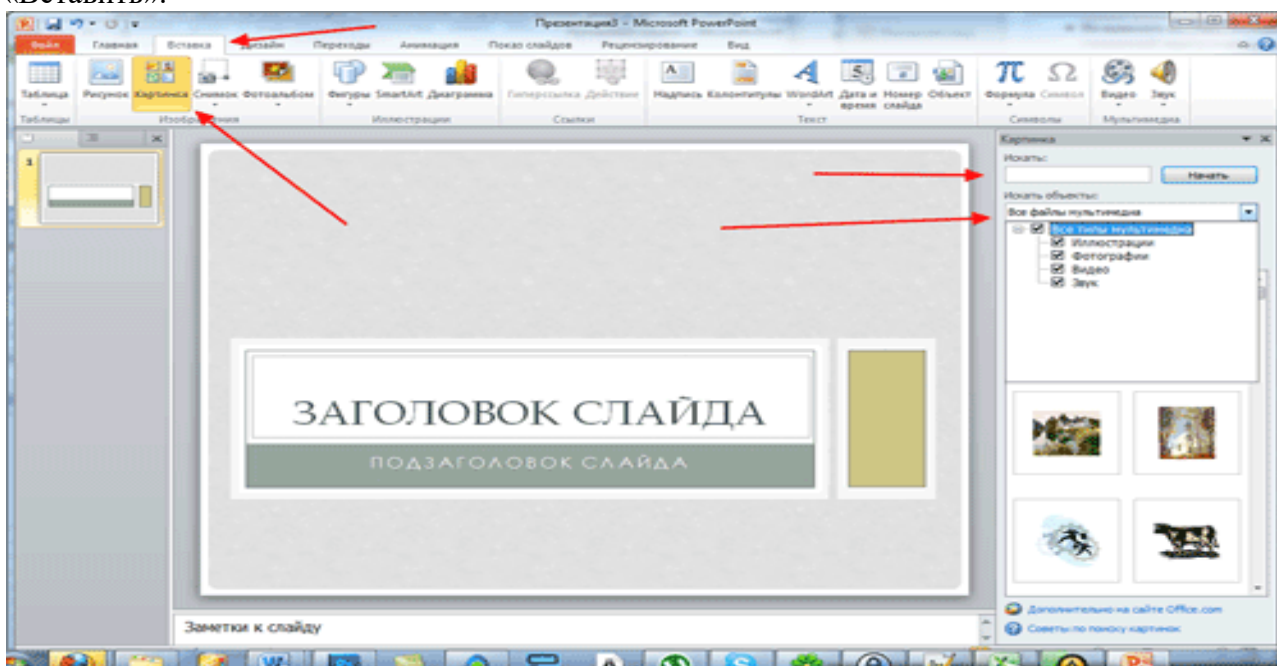 «Вставить».
Презентация3 - Microsoft PowerPoint
Файл Главная Вставка Дизайн Переходы Анимация Показ слайдов Рецензирование Вид
Таблица Рисунок Картинка Снимок Фотоальбом Фигуры SmartArt Диаграмма Гиперссылка Действие Надпись Колонтитулы WordArt Дата и время Номер слайда Объект Формула Символ Видео Звук
Таблицы Изображения Иллюстрации Ссылки Текст Символы Мультимедиа
1
Картинка
Искать:
Начать
Искать объекты:
Все файлы мультимедиа
Все типы мультимедиа
Иллюстрации
Фотографии
Видео
Звук
ЗАГОЛОВОК СЛАЙДА
ПОДЗАГОЛОВОК СЛАЙДА
Дополнительно на сайте Office.com
Советы по поиску картинок
Заметки к слайду